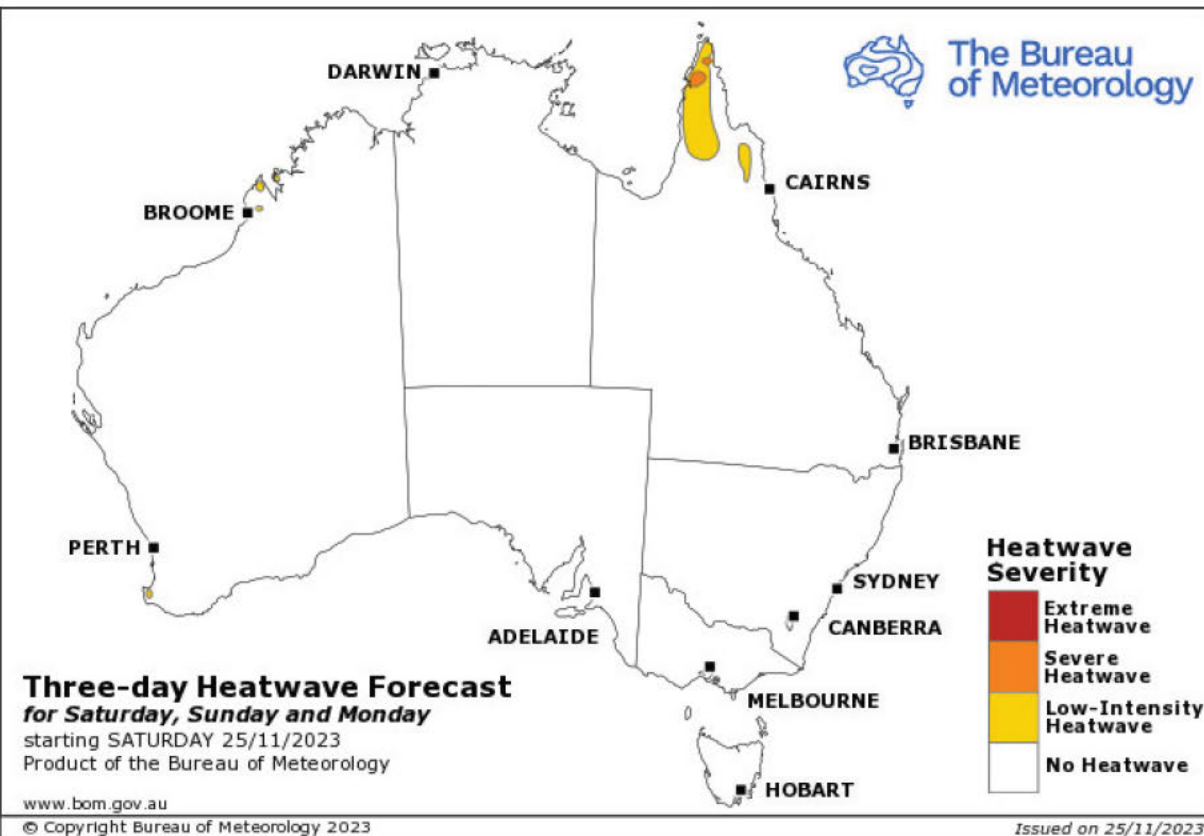 The Bureau
of Meteorology
DARWIN
CAIRNS
BROOME
BRISBANE
PERTH
SYDNEY
CANBERRA
ADELAIDE
MELBOURNE
HOBART
Heatwave
Severity
Extreme
Heatwave
Severe
Heatwave
Low-Intensity
Heatwave
No Heatwave
Three-day Heatwave Forecast
for Saturday, Sunday and Monday
starting SATURDAY 25/11/2023
Product of the Bureau of Meteorology
www.bom.gov.au
© Copyright Bureau of Meteorology 2023
Issued on 25/11/2023